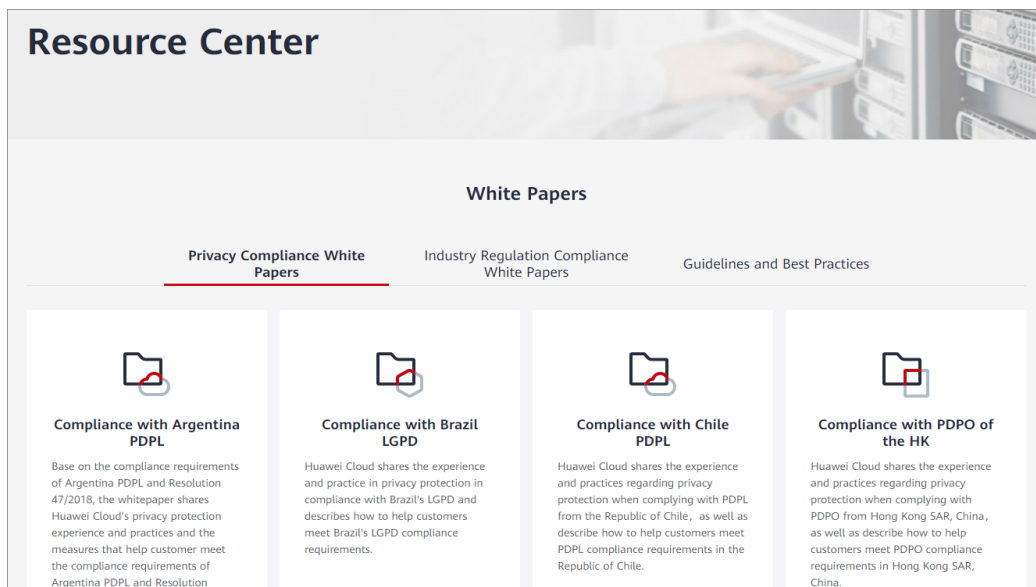 Resource Center
White Papers
Privacy Compliance White
Papers
Industry Regulation Compliance
White Papers
Guidelines and Best Practices
Compliance with Argentina
PDPL
Base on the compliance requirements
of Argentina PDPL and Resolution
47/2018, the whitepaper shares
Huawei Cloud's privacy protection
experience and practices and the
measures that help customer meet
the compliance requirements of
Argentina PDPL and Resolution
Compliance with Brazil
LGPD
Huawei Cloud shares the experience
and practice in privacy protection in
compliance with Brazil's LGPD and
describes how to help customers
meet Brazil's LGPD compliance
requirements.
Compliance with Chile
PDPL
Huawei Cloud shares the experience
and practices regarding privacy
protection when complying with PDPL
from the Republic of Chile，as well as
describe how to help customers meet
PDPL compliance requirements in the
Republic of Chile.
Compliance with PDPO of
the HK
Huawei Cloud shares the experience
and practices regarding privacy
protection when complying with
PDPO from Hong Kong SAR, China，
as well as describe how to help
customers meet PDPO compliance
requirements in Hong Kong SAR,
China.